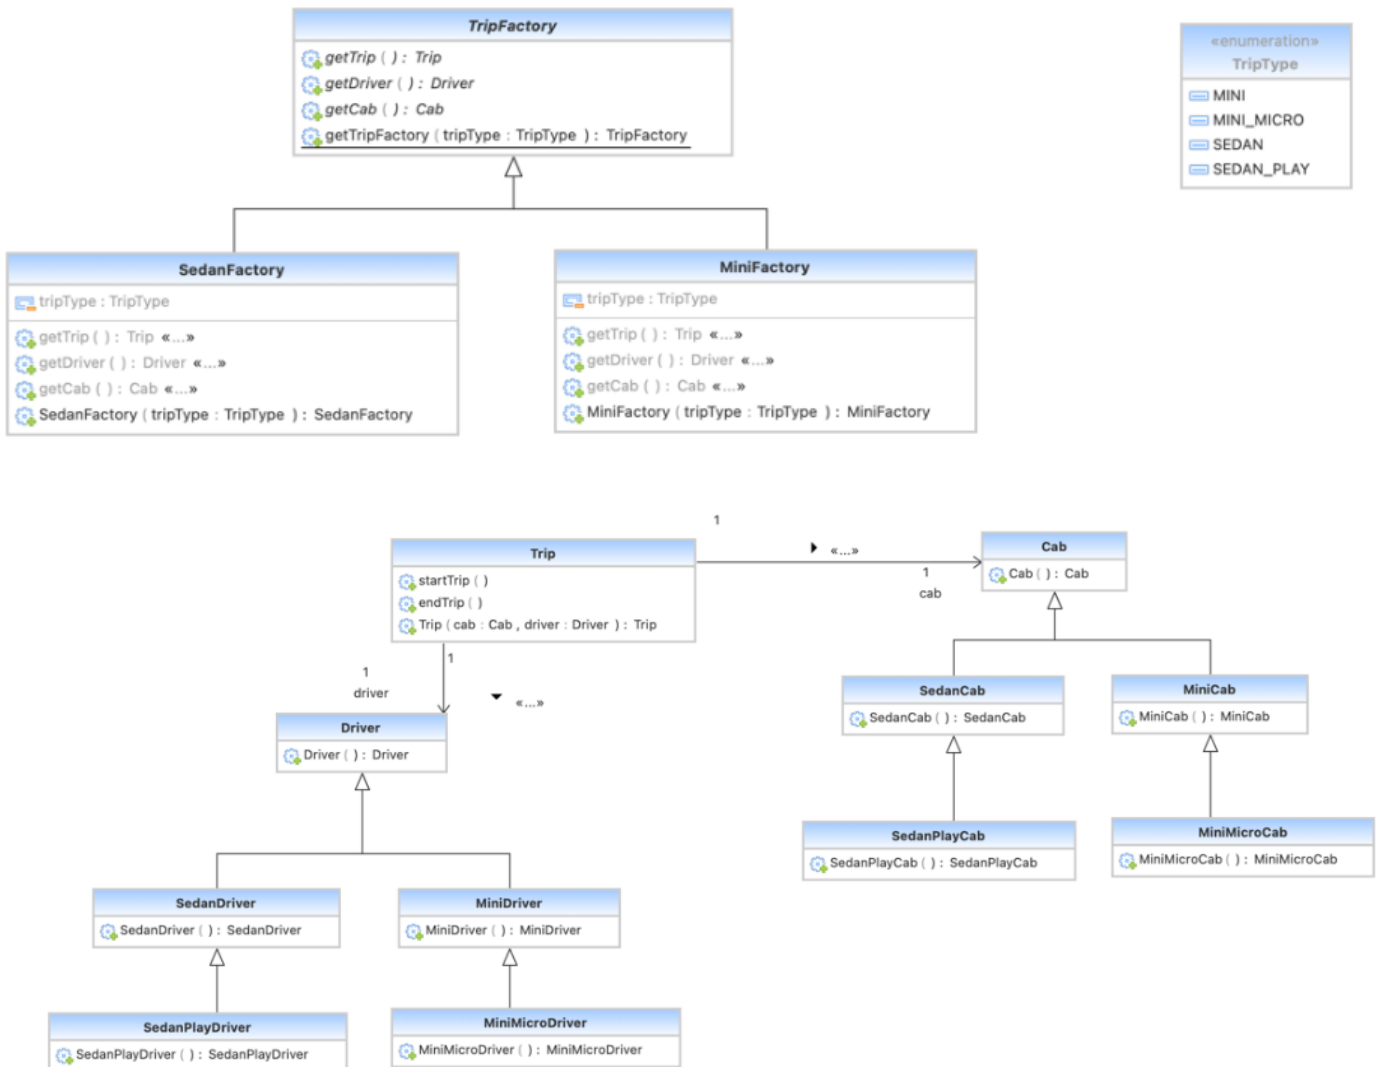 TripFactory
getTrip ( ) : Trip
getDriver ( ) : Driver
getCab ( ) : Cab
getTripFactory ( tripType : TripType ) : TripFactory
«enumeration»
TripType
MINI
MINI_MICRO
SEDAN
SEDAN_PLAY
SedanFactory
tripType : TripType
getTrip ( ) : Trip «...»
getDriver ( ) : Driver «...»
getCab ( ) : Cab «...»
SedanFactory ( tripType : TripType ) : SedanFactory
MiniFactory
tripType : TripType
getTrip ( ) : Trip «...»
getDriver ( ) : Driver «...»
getCab ( ) : Cab «...»
MiniFactory ( tripType : TripType ) : MiniFactory
Trip
startTrip ( )
endTrip ( )
Trip ( cab : Cab , driver : Driver ) : Trip
1
«...»
1
cab
Cab
Cab ( ) : Cab
1
1
driver
«...»
Driver
Driver ( ) : Driver
SedanCab
SedanCab ( ) : SedanCab
MiniCab
MiniCab ( ) : MiniCab
SedanPlayCab
SedanPlayCab ( ) : SedanPlayCab
MiniMicroCab
MiniMicroCab ( ) : MiniMicroCab
SedanDriver
SedanDriver ( ) : SedanDriver
MiniDriver
MiniDriver ( ) : MiniDriver
SedanPlayDriver
SedanPlayDriver ( ) : SedanPlayDriver
MiniMicroDriver
MiniMicroDriver ( ) : MiniMicroDriver